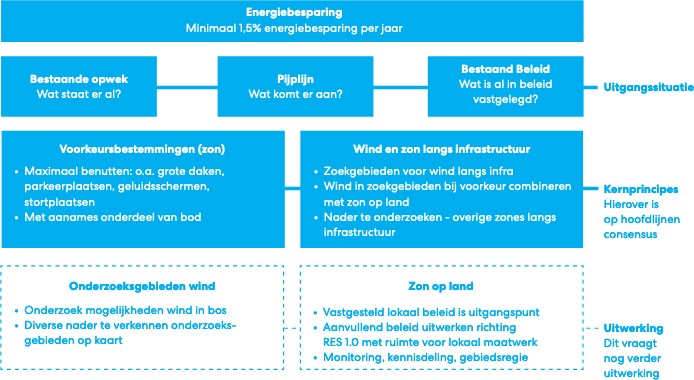 Energiebesparing
Minimaal 1,5% energiebesparing per jaar
Bestaande opwek
Wat staat er al?
Pijplijn
Wat komt er aan?
Bestaand Beleid
Wat is al in beleid
vastgelegd?
Uitgangssituatie
Voorkeursbestemmingen (zon)
• Maximaal benutten: o.a. grote daken,
parkeerplaatsen, geluidsschermen,
stortplaatsen
• Met aanames onderdeel van bod
Wind en zon langs infrastructuur
• Zoekgebieden voor wind langs infra
• Wind in zoekgebieden bij voorkeur combineren
met zon op land
• Nader te onderzoeken - overige zones langs
infrastructuur
Kernprincipes
Hierover is
op hoofdlijnen
consensus
Onderzoeksgebieden wind
• Onderzoek mogelijkheden wind in bos
• Diverse nader te verkennen onderzoeks-
gebieden op kaart
Zon op land
• Vastgesteld lokaal beleid is uitgangspunt
• Aanvullend beleid uitwerken richting
RES 1.0 met ruimte voor lokaal maatwerk
• Monitoring, kennisdeling, gebiedsregie
Uitwerking
Dit vraagt
nog verder
uitwerking